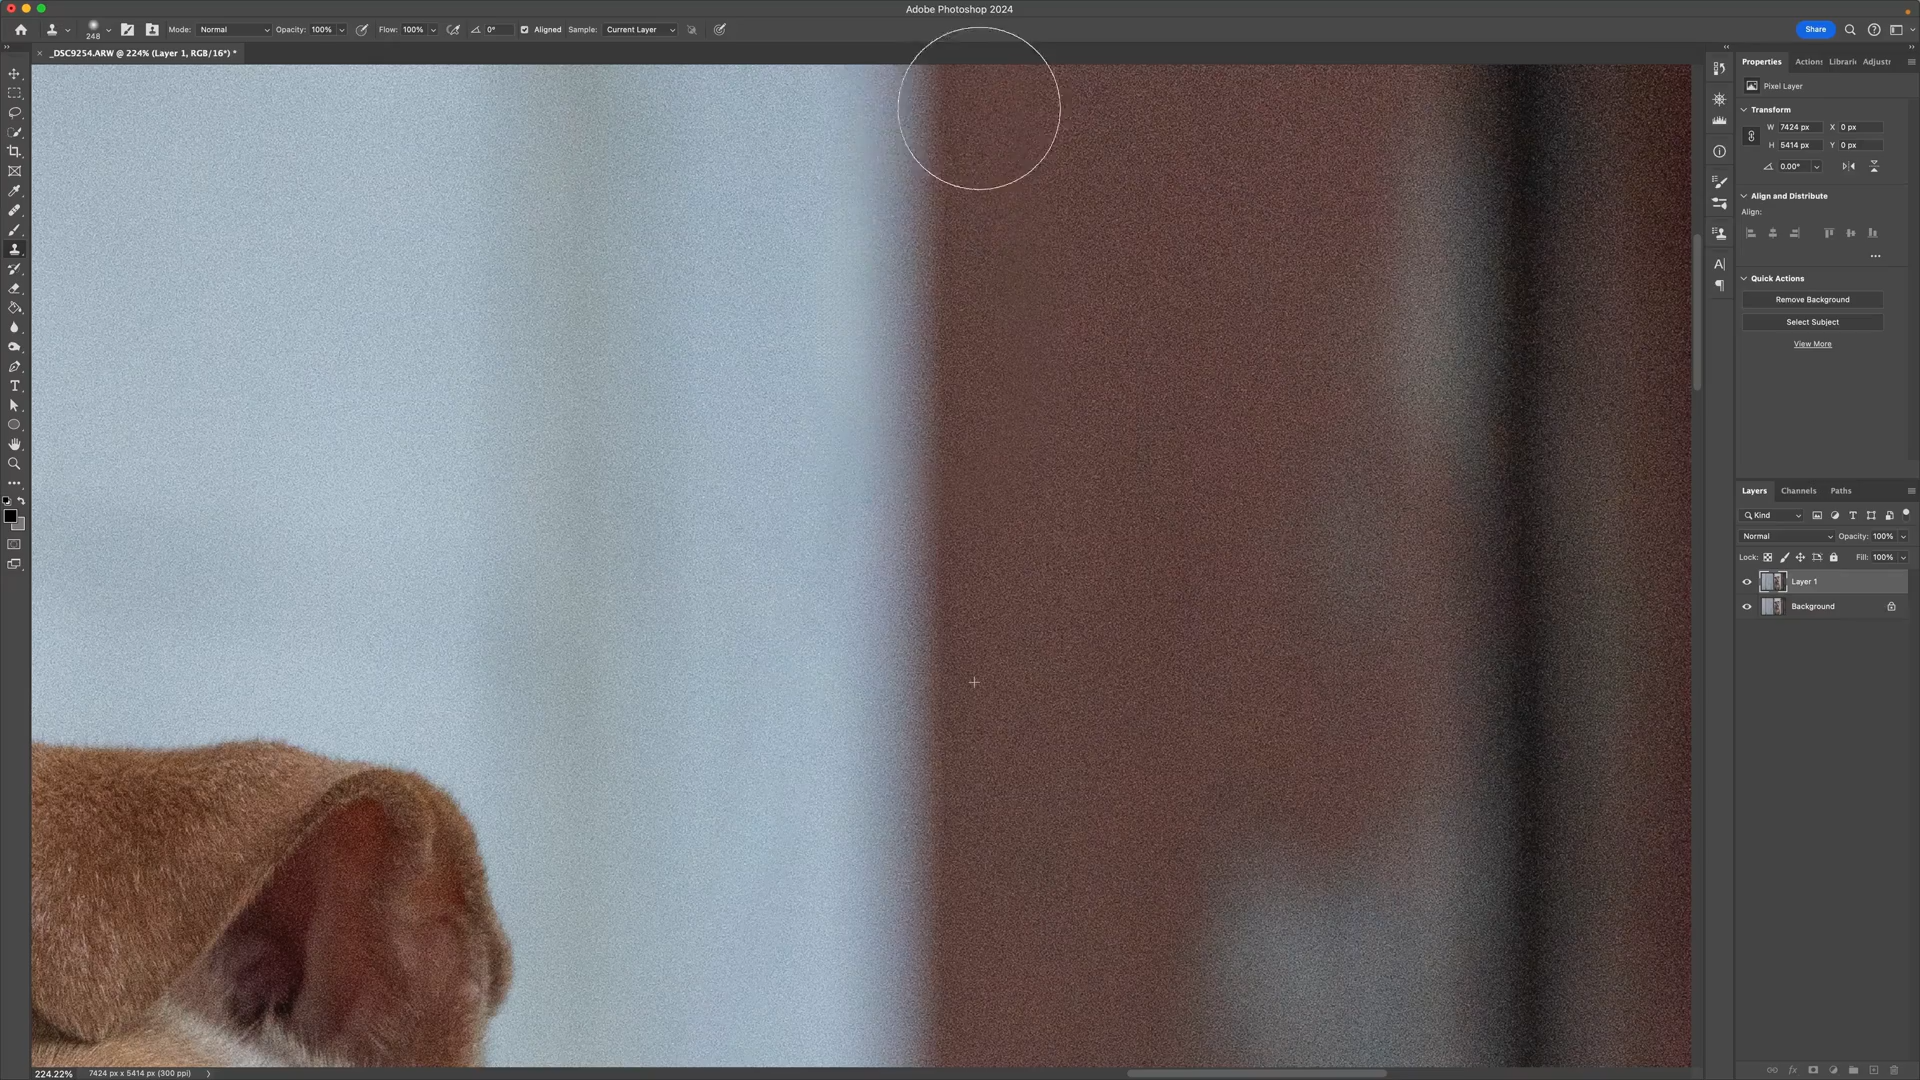 Adobe Photoshop 2024
248
Mode: Normal
Opacity: 100%
Flow: 100%
0°
Aligned
Sample: Current Layer
Share
_DSC9254.ARW @ 224% (Layer 1, RGB/16*) *
Properties
Actions
Librari
Adjustr
Pixel Layer
Transform
W 7424 px X 0 px
H 5414 px Y 0 px
0.00°
Align and Distribute
Align:
Quick Actions
Remove Background
Select Subject
View More
Layers Channels Paths
Kind
Normal Opacity: 100%
Lock: Fill: 100%
Layer 1
Background
224.22% 7424 px x 5414 px (300 ppi)